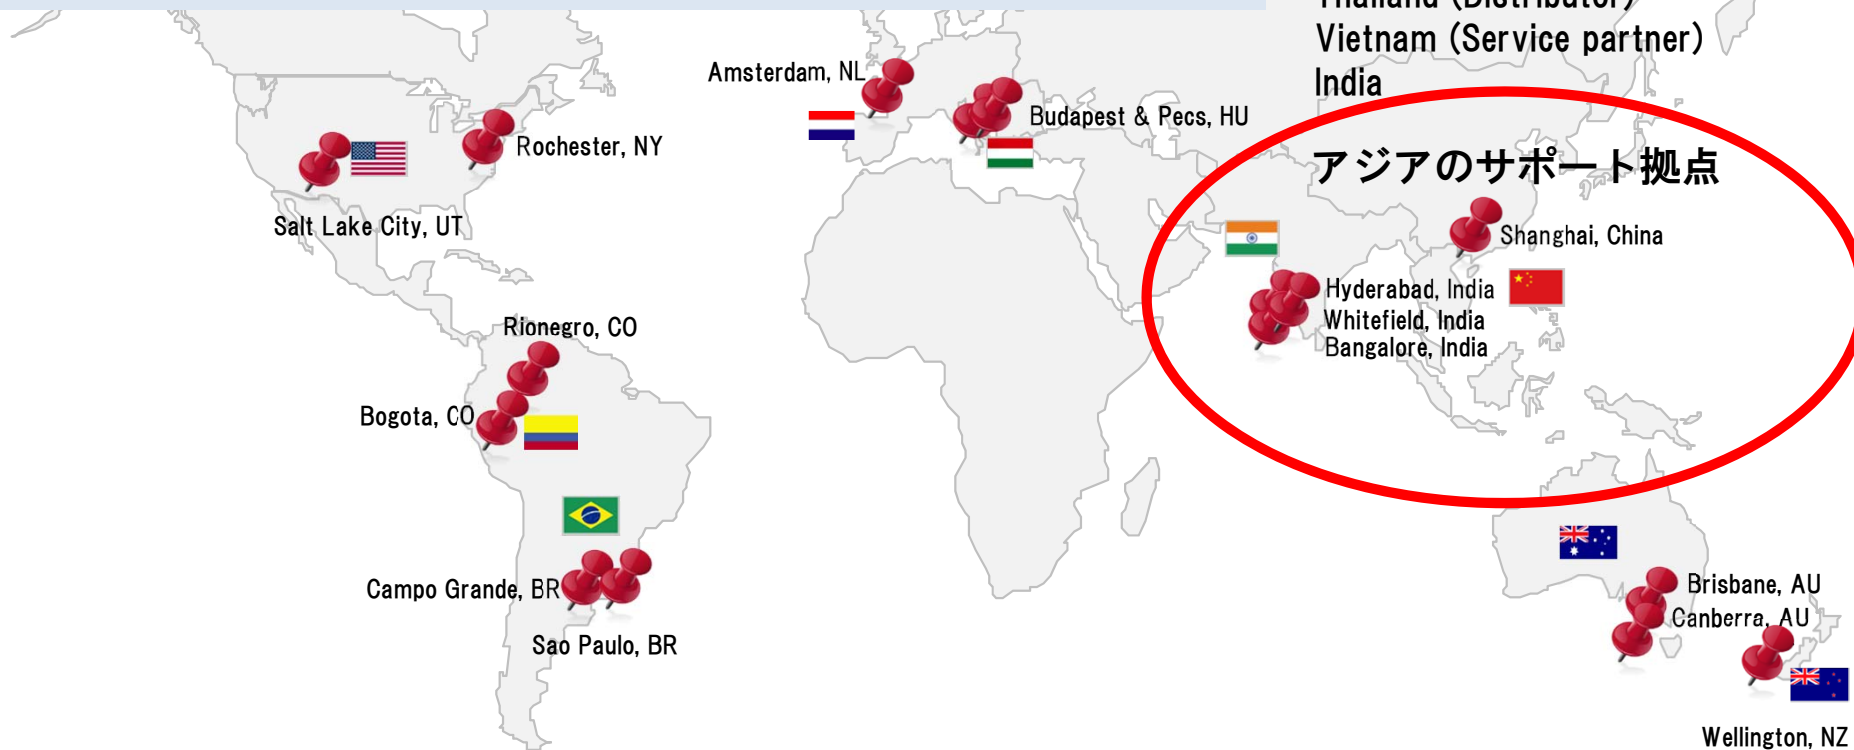 Thailand (Distributor)
Vietnam (Service partner)
India
Amsterdam, NL
Budapest & Pecs, HU
Rochester, NY
アジアのサポート拠点
Salt Lake City, UT
Shanghai, China
Hyderabad, India
Whitefield, India
Bangalore, India
Rionegro, CO
Bogota, CO
Campo Grande, BR
Brisbane, AU
Canberra, AU
Sao Paulo, BR
Wellington, NZ